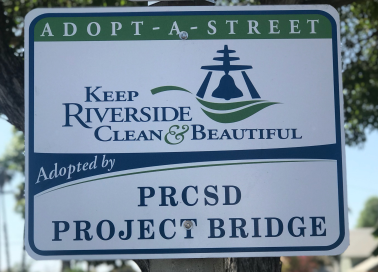 ADOPT-A-STREET
KEEP
RIVERSIDE
CLEAN & BEAUTIFUL
Adopted by
PRCSD
PROJECT BRIDGE